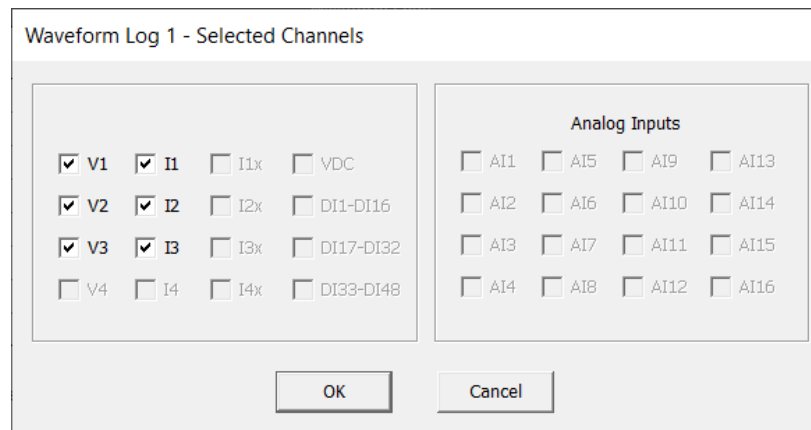 Waveform Log 1 - Selected Channels
Analog Inputs
V1 I1 I1x VDC
V2 I2 I2x DI1-DI16
V3 I3 I3x DI17-DI32
V4 I4 I4x DI33-DI48
AI1 AI5 AI9 AI13
AI2 AI6 AI10 AI14
AI3 AI7 AI11 AI15
AI4 AI8 AI12 AI16
OK Cancel